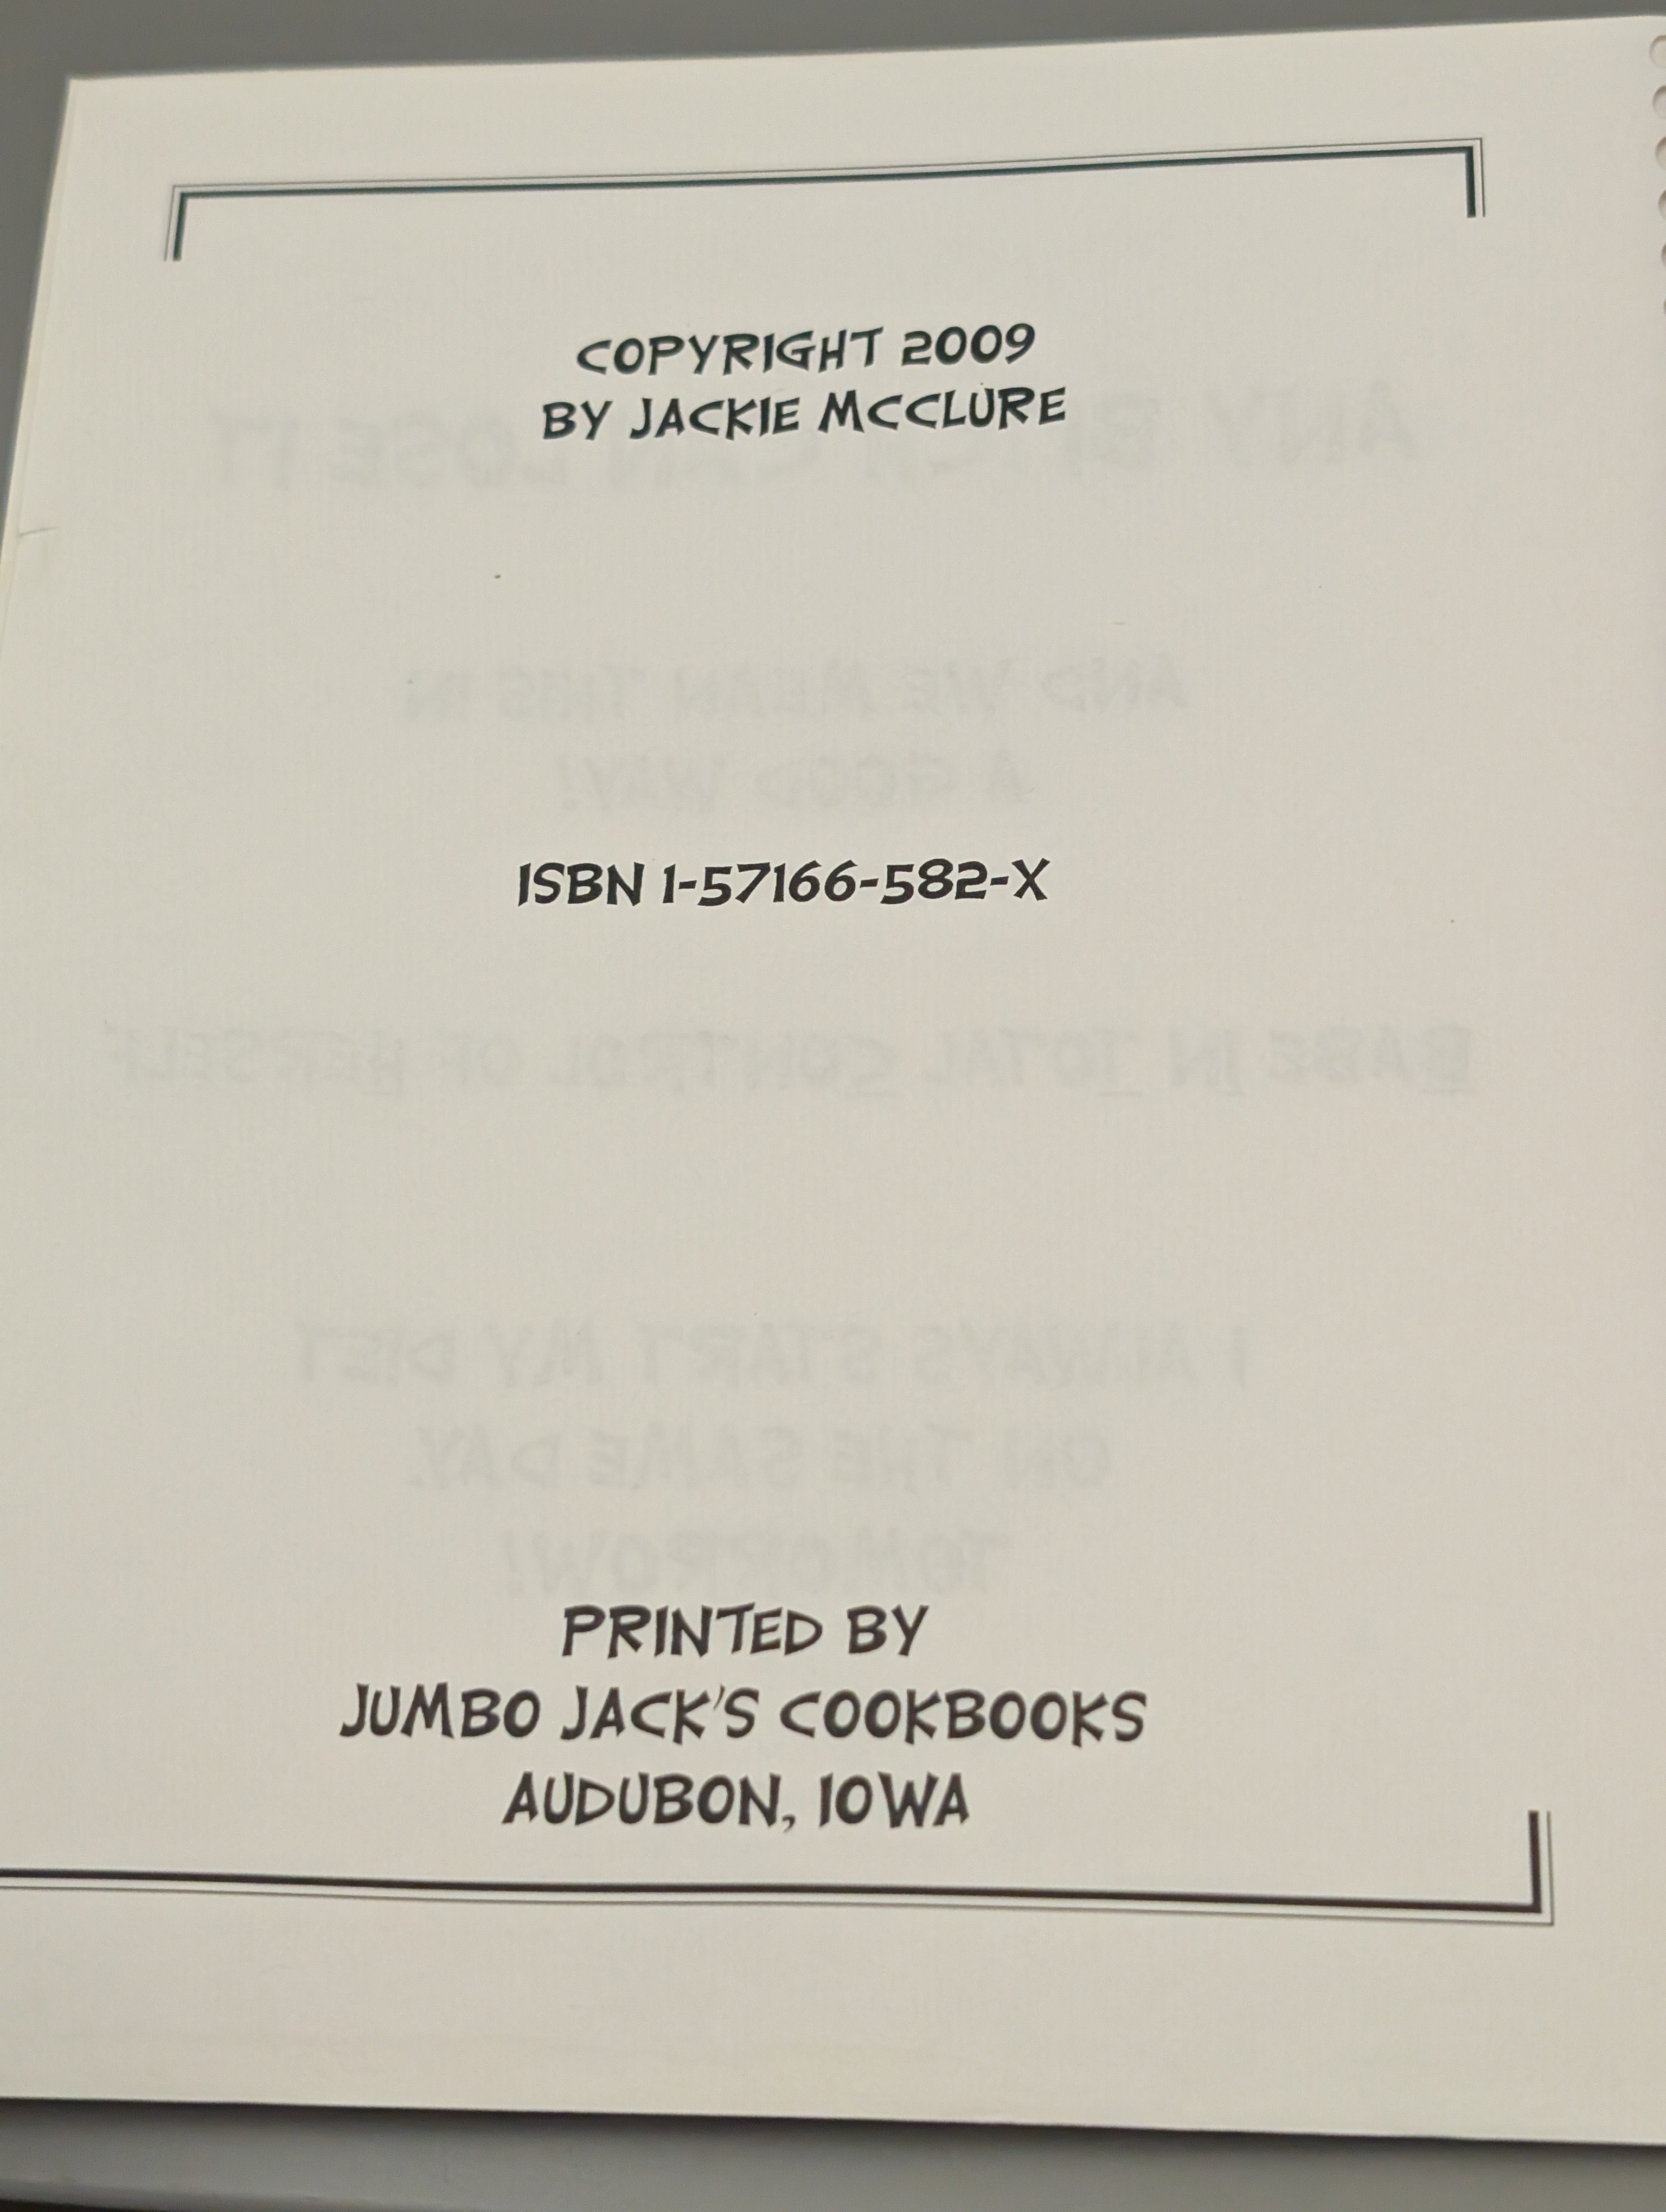 COPYRIGHT 2009
BY JACKIE MCCLURE
ISBN 1-57166-582-X
PRINTED BY
JUMBO JACK'S COOKBOOKS
AUDUBON, IOWA